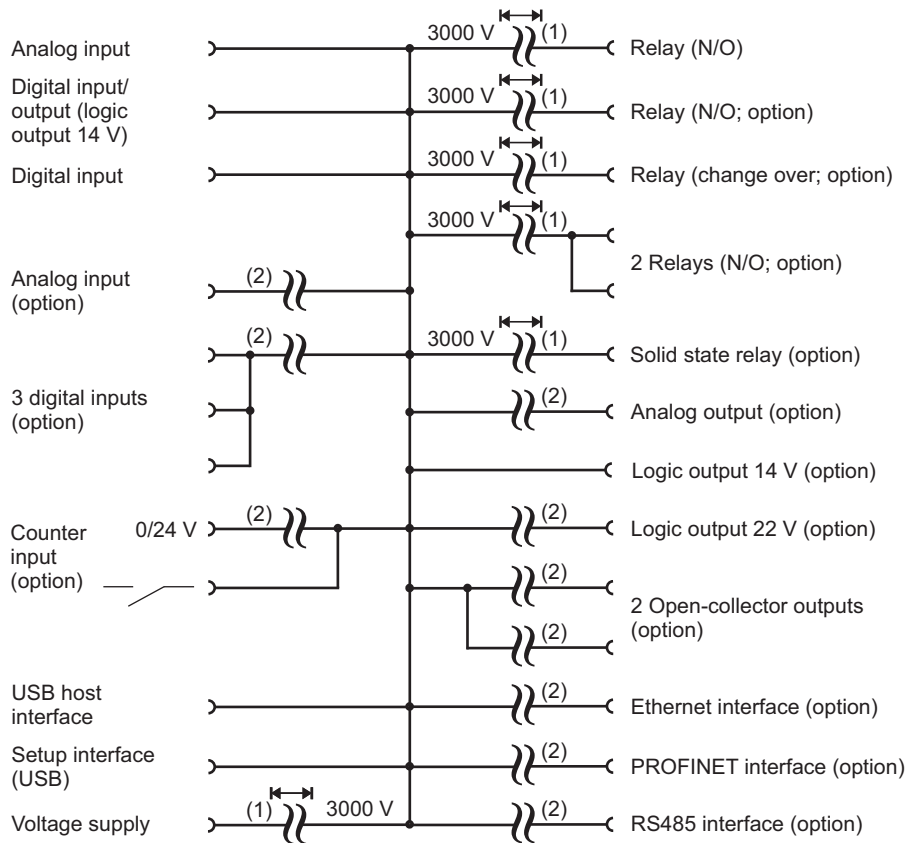 Analog input
3000 V (1) Relay (N/O)
Digital input/
output (logic
output 14 V)
3000 V (1) Relay (N/O; option)
Digital input
3000 V (1) Relay (change over; option)
3000 V (1)
2 Relays (N/O; option)
Analog input
(option)
(2)
(2)
3 digital inputs
(option)
3000 V (1) Solid state relay (option)
(2) Analog output (option)
Logic output 14 V (option)
Counter
input
(option)
0/24 V (2)
(2) Logic output 22 V (option)
(2)
(2)
2 Open-collector outputs
(option)
USB host
interface
(2) Ethernet interface (option)
Setup interface
(USB)
(2) PROFINET interface (option)
Voltage supply (1) 3000 V
(2) RS485 interface (option)